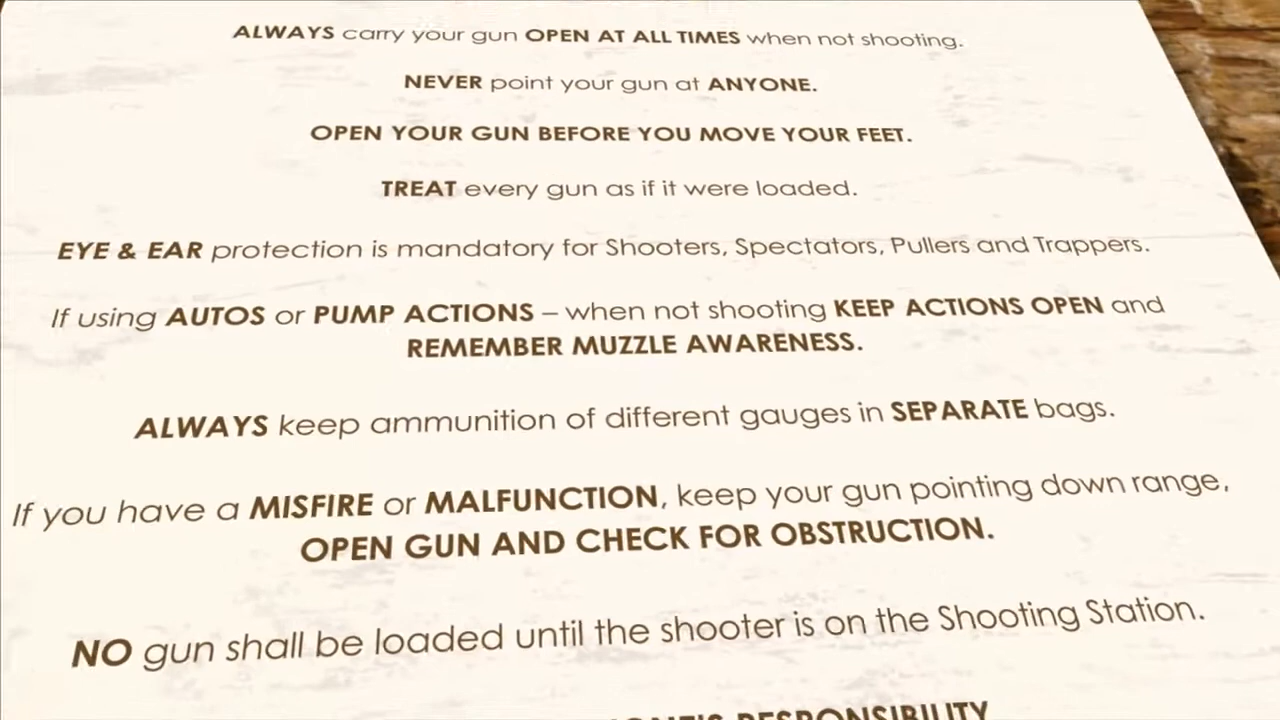 ALWAYS carry your gun OPEN AT ALL TIMES when not shooting.
NEVER point your gun at ANYONE.
OPEN YOUR GUN BEFORE YOU MOVE YOUR FEET.
TREAT every gun as if it were loaded.
EYE & EAR protection is mandatory for Shooters, Spectators, Pullers and Trappers.
If using AUTOS or PUMP ACTIONS – when not shooting KEEP ACTIONS OPEN and
REMEMBER MUZZLE AWARENESS.
ALWAYS keep ammunition of different gauges in SEPARATE bags.
If you have a MISFIRE or MALFUNCTION, keep your gun pointing down range,
OPEN GUN AND CHECK FOR OBSTRUCTION.
NO gun shall be loaded until the shooter is on the Shooting Station.
RESPONSIBILITY